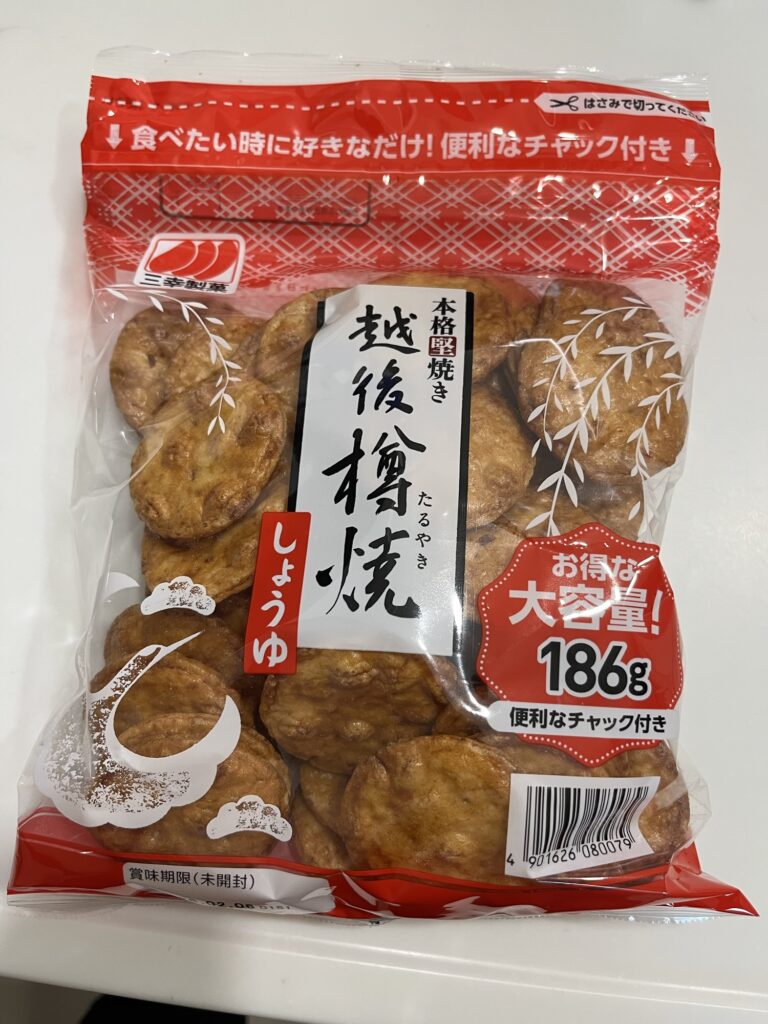 はさみで切ってください
食べたい時に好きなだけ!便利なチャック付き
三幸製菓
本格堅焼き
越後樽焼
たるやき
しょうゆ
お得な
大容量!
186g
便利なチャック付き
4 901626 080079
賞味期限(未開封)
02.06